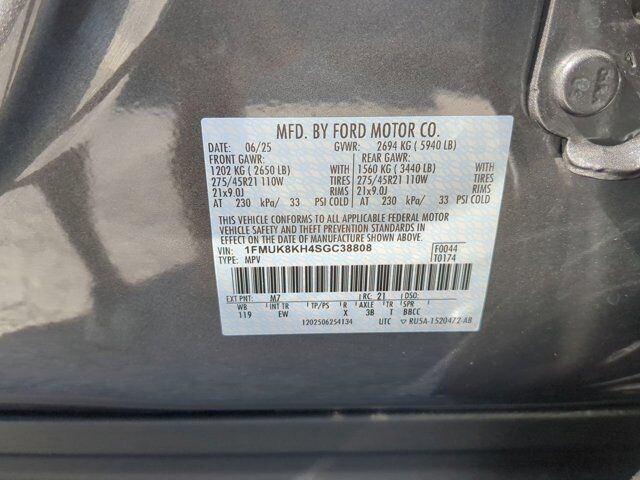 MFD. BY FORD MOTOR CO.
DATE: 06/25 GVWR: 2694 KG ( 5940 LB)
FRONT GAWR: REAR GAWR:
1202 KG ( 2650 LB) WITH 1560 KG ( 3440 LB) WITH
275/45R21 110W TIRES 275/45R21 110W TIRES
21x9.0J RIMS 21x9.0J RIMS
AT 230 kPa/ 33 PSI COLD AT 230 kPa/ 33 PSI COLD
THIS VEHICLE CONFORMS TO ALL APPLICABLE FEDERAL MOTOR
VEHICLE SAFETY AND THEFT PREVENTION STANDARDS IN
EFFECT ON THE DATE OF MANUFACTURE SHOWN ABOVE.
VIN: 1FMUK8KH4SGC38808 F0044
TYPE: MPV T0174
EXT PNT: M7 RC: 21 DSO:
WB INT TR TP/PS R AXLE TR SPR
119 EW X 3B T BBCC
1202506254134 UTC ▽ RU5A-1520472-AB